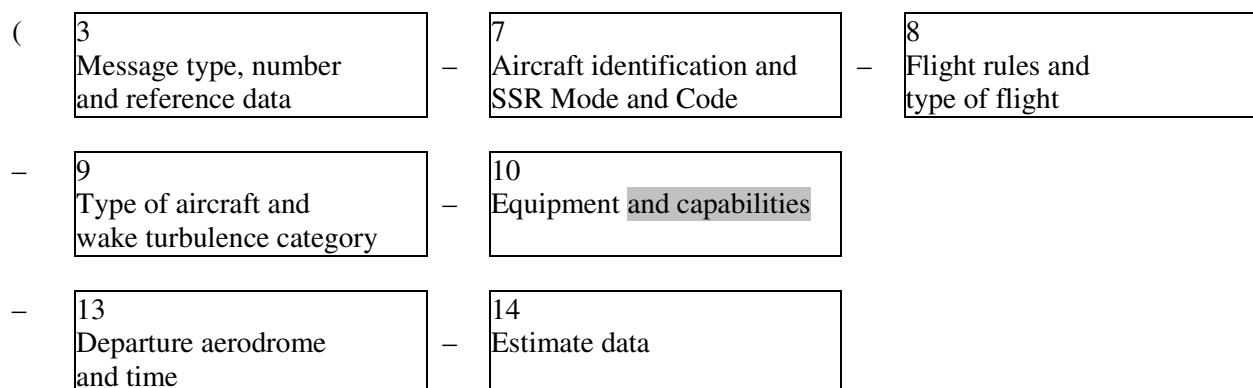 ( 3 7 8
Message type, number – Aircraft identification and – Flight rules and
and reference data SSR Mode and Code type of flight
– 9 10
Type of aircraft and – Equipment and capabilities
wake turbulence category
– 13 14
Departure aerodrome – Estimate data
and time